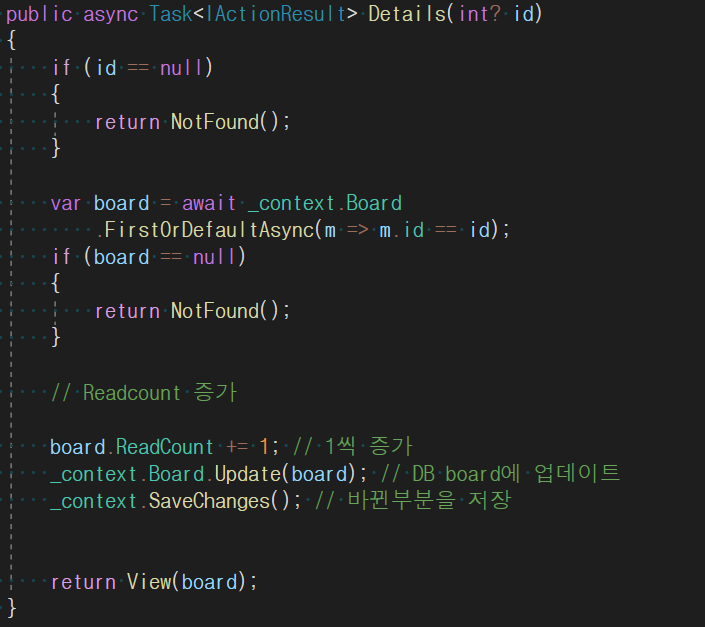 public async Task<IActionResult> Details(int? id)
{
    if (id == null)
    {
        return NotFound();
    }
    var board = await _context.Board
        .FirstOrDefaultAsync(m => m.id == id);
    if (board == null)
    {
        return NotFound();
    }
    // Readcount 증가
    board.ReadCount += 1; // 1씩 증가
    _context.Board.Update(board); // DB board에 업데이트
    _context.SaveChanges(); // 바뀐부분을 저장
    return View(board);
}